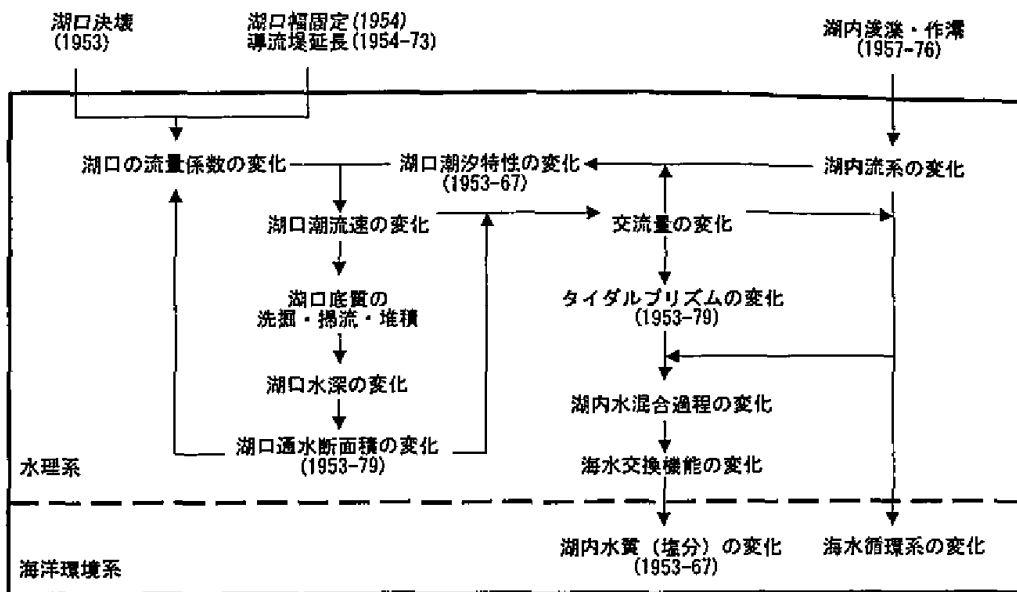 湖口決壊
(1953)
湖口幅固定(1954)
導流堤延長(1954-73)
湖内浚渫・作澪
(1957-76)
湖口の流量係数の変化
湖口潮汐特性の変化
(1953-67)
湖内流系の変化
湖口潮流速の変化
交流量の変化
湖口底質の
洗掘・掃流・堆積
タイダルプリズムの変化
(1953-79)
湖口水深の変化
湖内水混合過程の変化
湖口通水断面積の変化
(1953-79)
海水交換機能の変化
水理系
湖内水質(塩分)の変化
(1953-67)
海水循環系の変化
海洋環境系